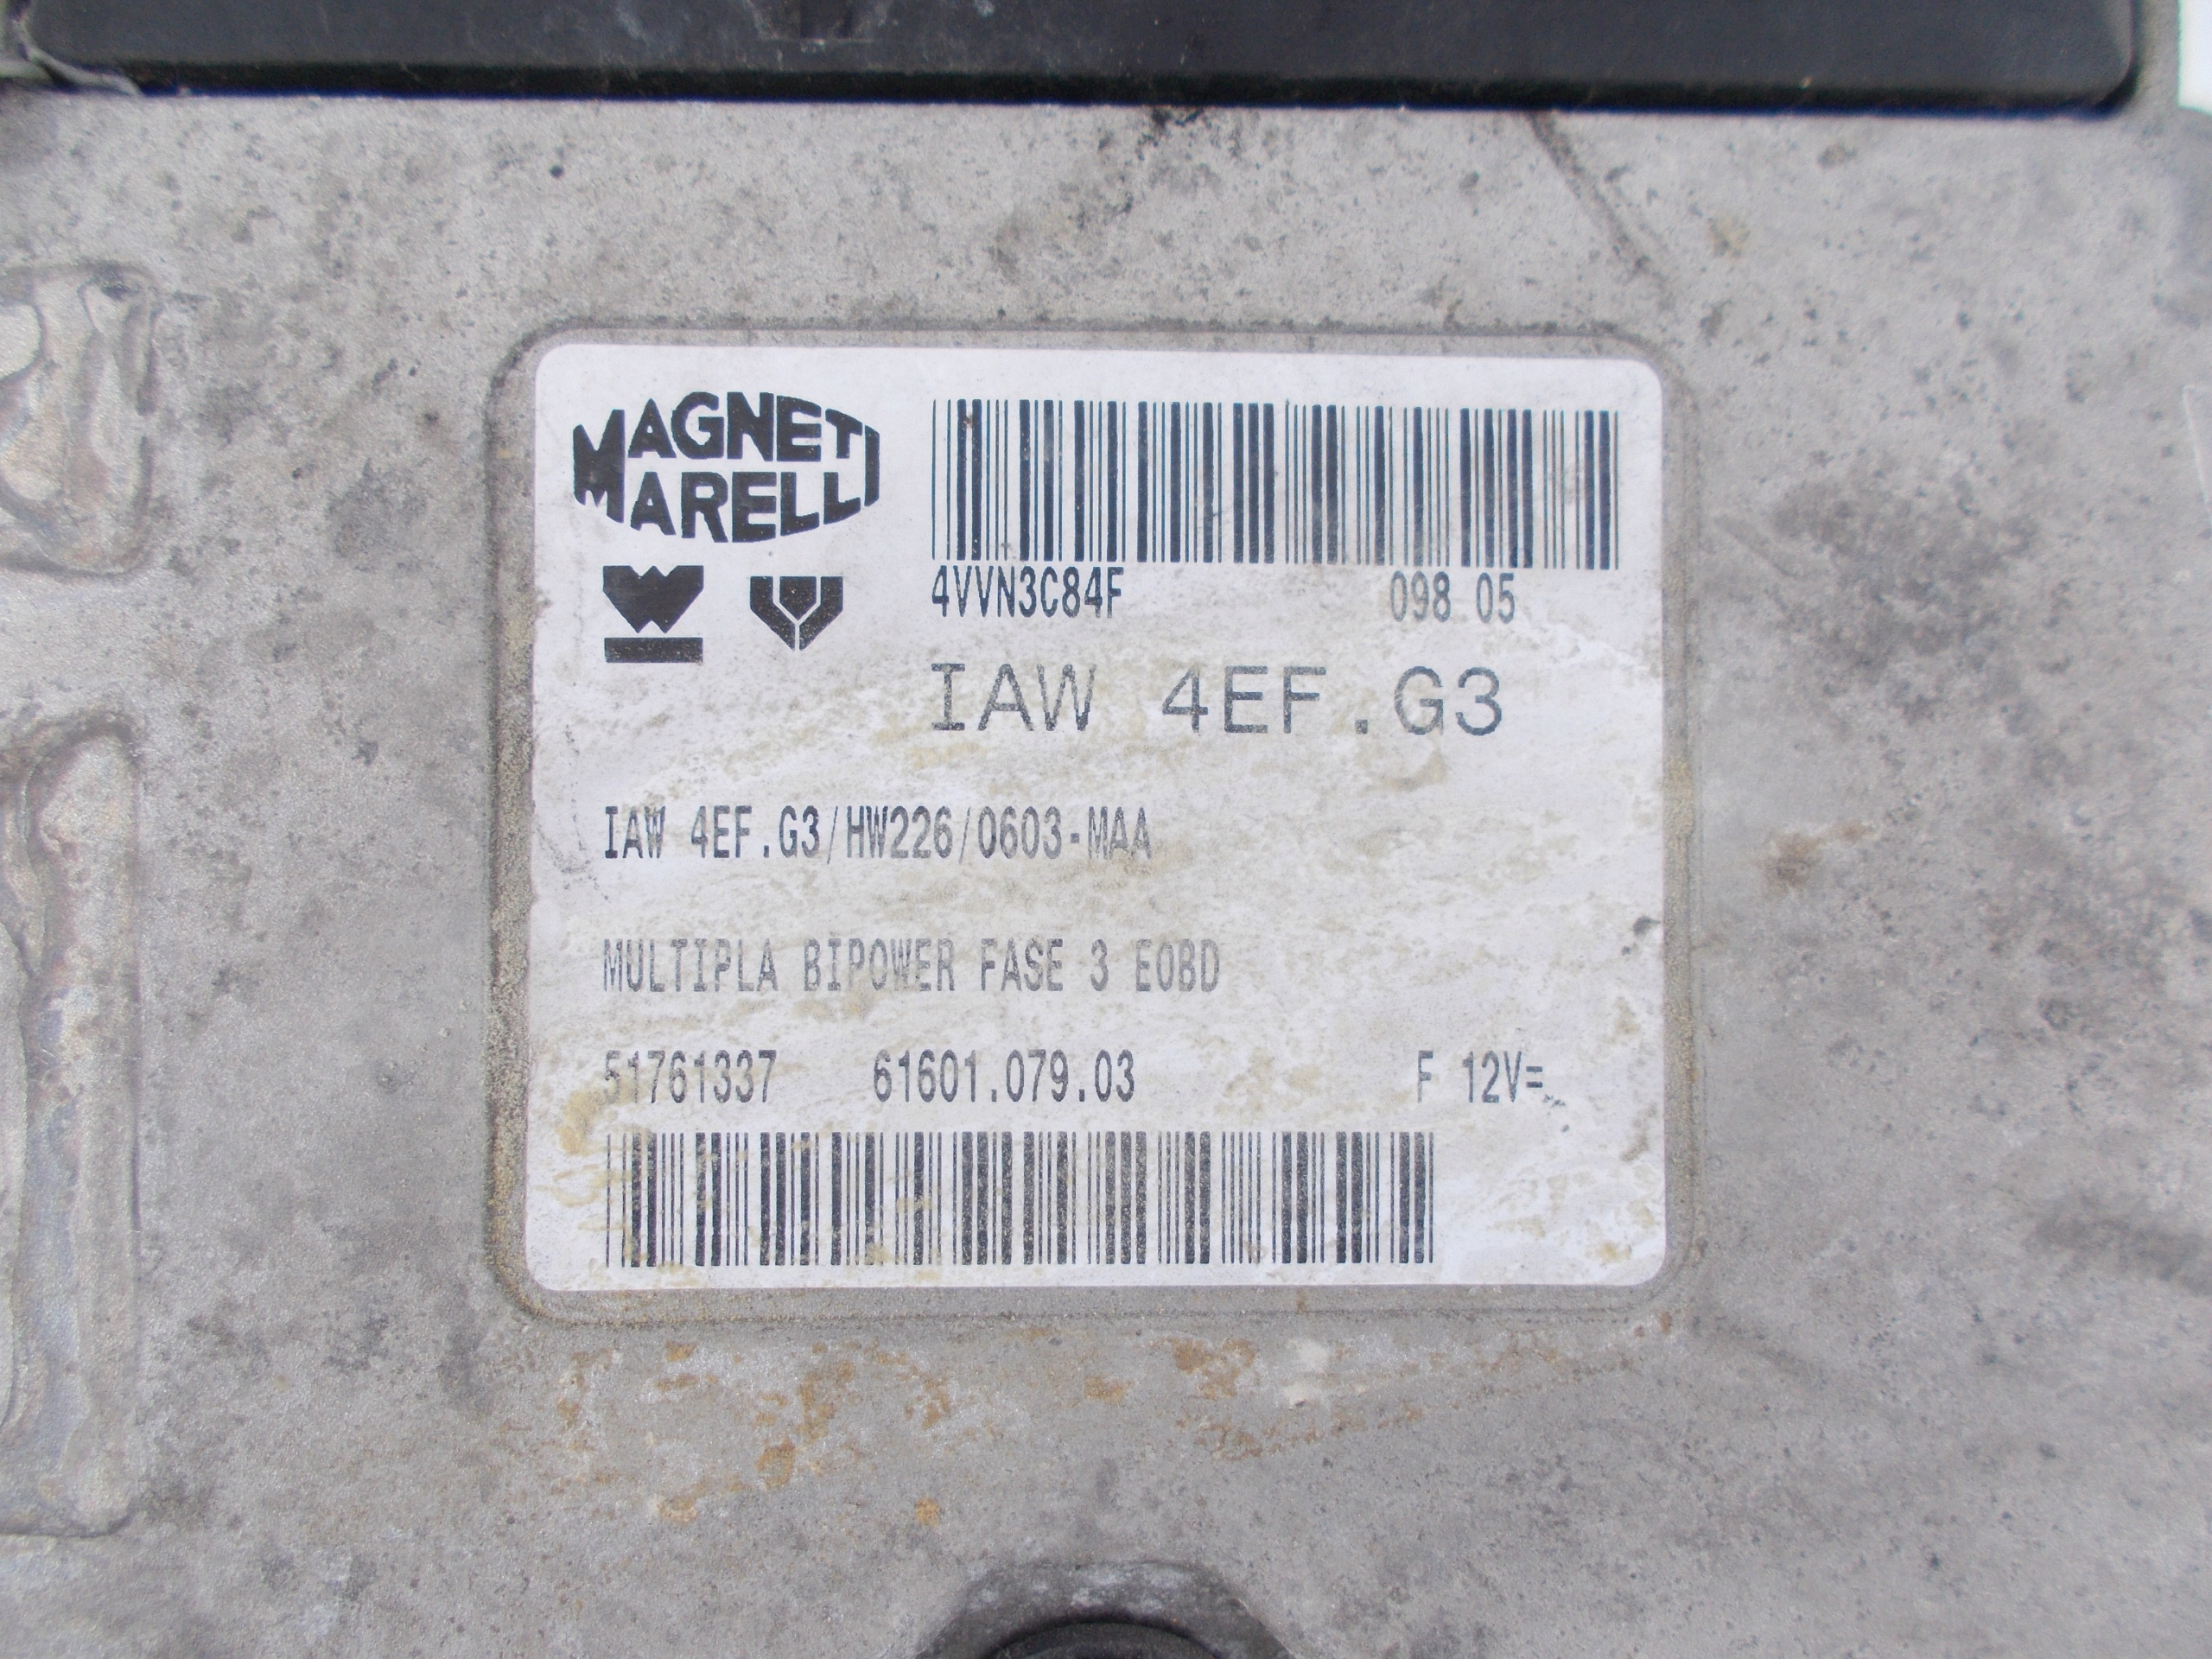 MAGNETI
MARELLI
4VVN3C84F 098 05
IAW 4EF.G3
IAW 4EF.G3/HW226/0603-MAA
MULTIPLA BIPOWER FASE 3 EOBD
51761337 61601.079.03 F 12V=